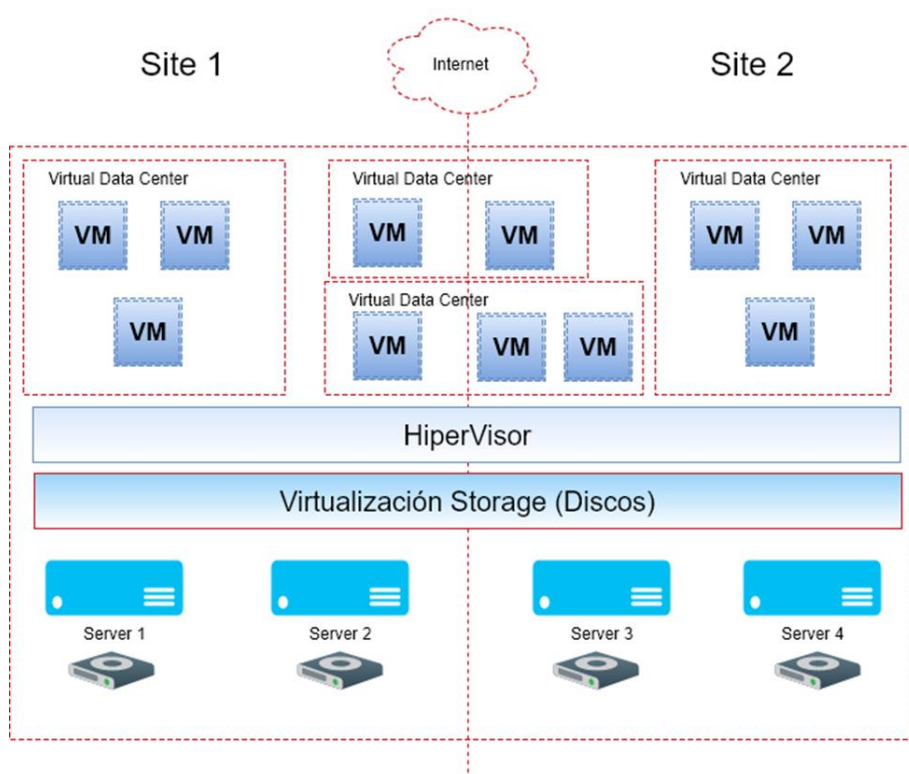 Site 1
Internet
Site 2
Virtual Data Center
VM
VM
VM
Virtual Data Center
VM
VM
Virtual Data Center
VM
VM
VM
Virtual Data Center
VM
VM
VM
HiperVisor
Virtualización Storage (Discos)
Server 1
Server 2
Server 3
Server 4